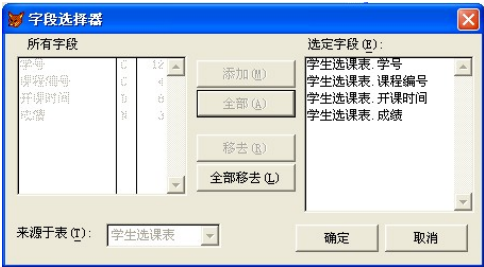 字段选择器
所有字段
选定字段(E):
学号 C 12
课程编号 C 4
开课时间 D 8
成绩 N 3
添加(M)
全部(A)
移去(R)
全部移去(L)
学生选课表.学号
学生选课表.课程编号
学生选课表.开课时间
学生选课表.成绩
来源于表(T):
学生选课表
确定
取消